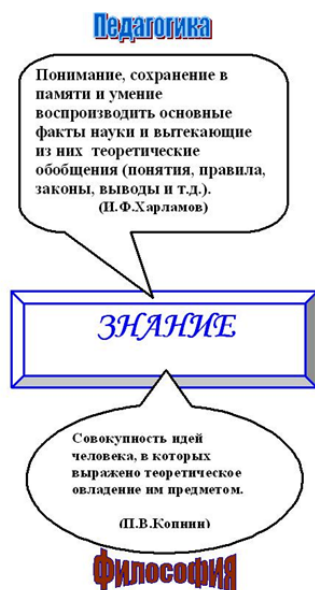 Педагогика
Понимание, сохранение в
памяти и умение
воспроизводить основные
факты науки и вытекающие
из них теоретические
обобщения (понятия, правила,
законы, выводы и т.д.).
(И.Ф.Харламов)
ЗНАНИЕ
Совокупность идей
человека, в которых
выражено теоретическое
овладение им предметом.
(П.В.Копнин)
Философия